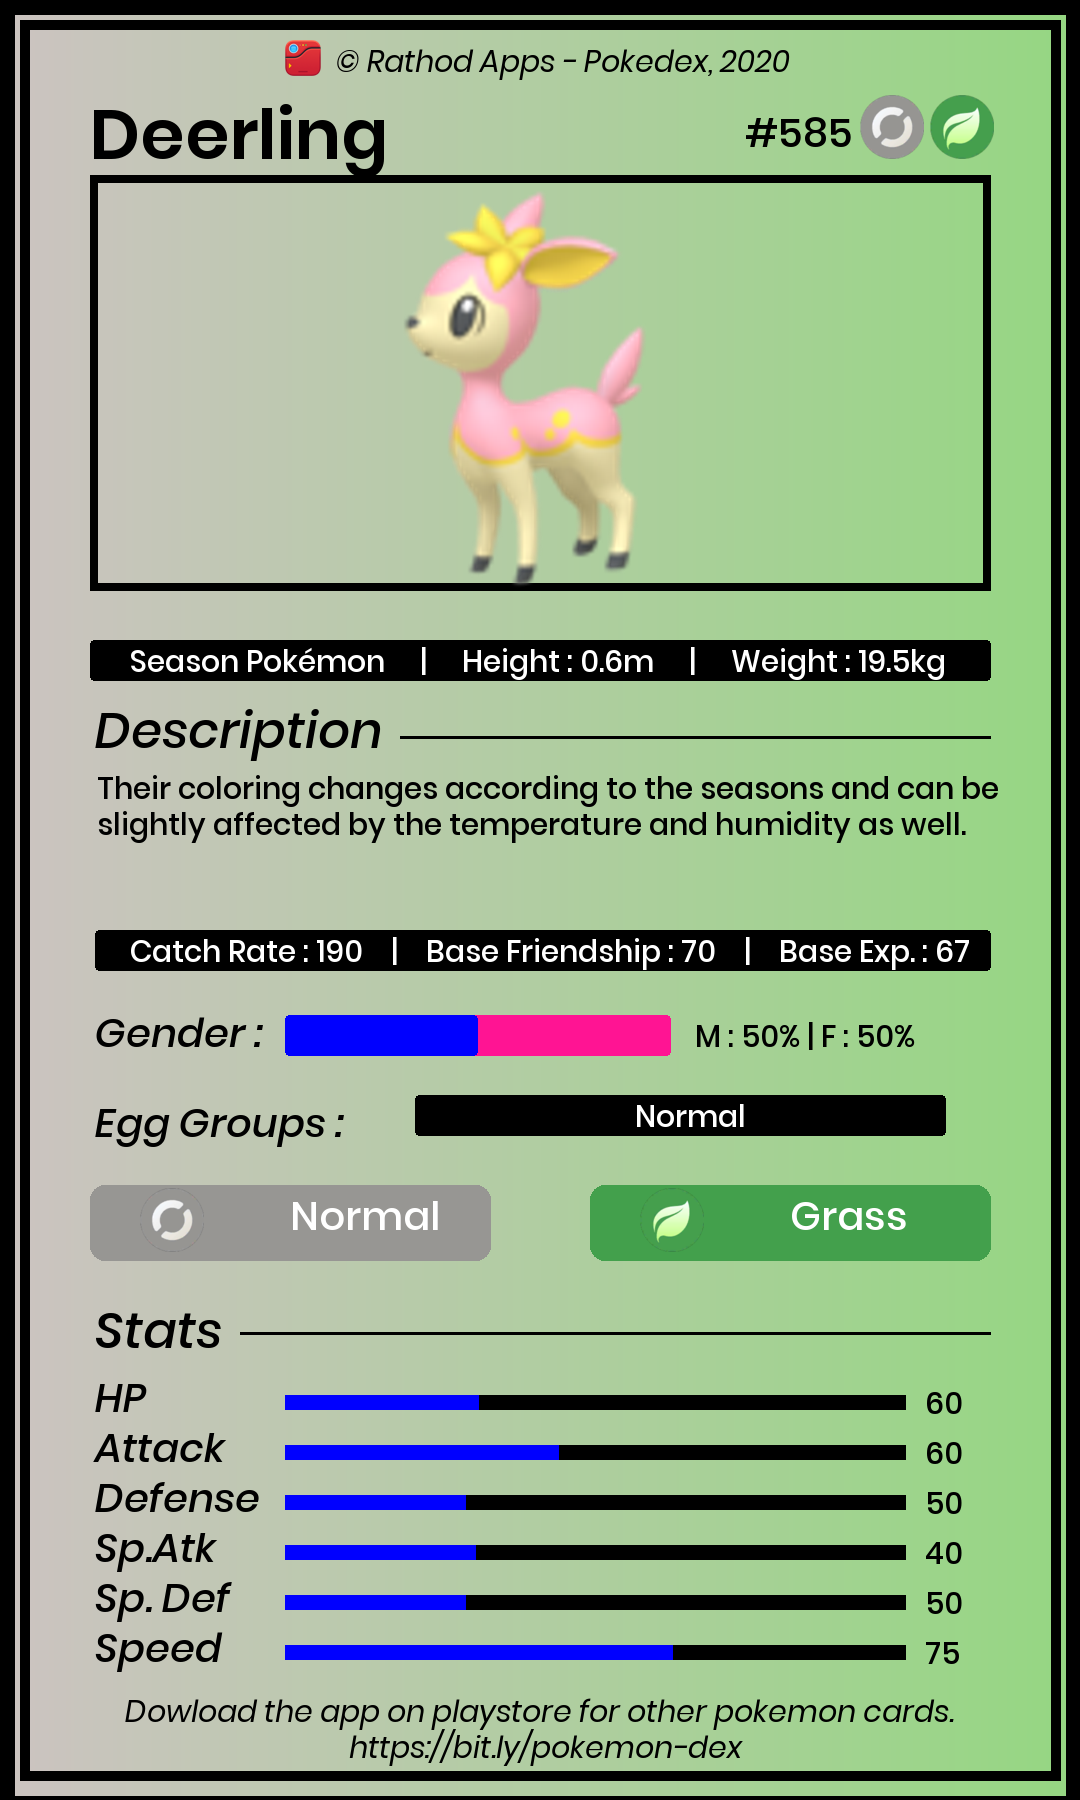 © Rathod Apps - Pokedex, 2020
Deerling #585
Season Pokémon | Height : 0.6m | Weight : 19.5kg
Description
Their coloring changes according to the seasons and can be
slightly affected by the temperature and humidity as well.
Catch Rate : 190 | Base Friendship : 70 | Base Exp. : 67
Gender : M : 50% | F : 50%
Egg Groups : Normal
Normal Grass
Stats
HP 60
Attack 60
Defense 50
Sp.Atk 40
Sp. Def 50
Speed 75
Dowload the app on playstore for other pokemon cards.
https://bit.ly/pokemon-dex